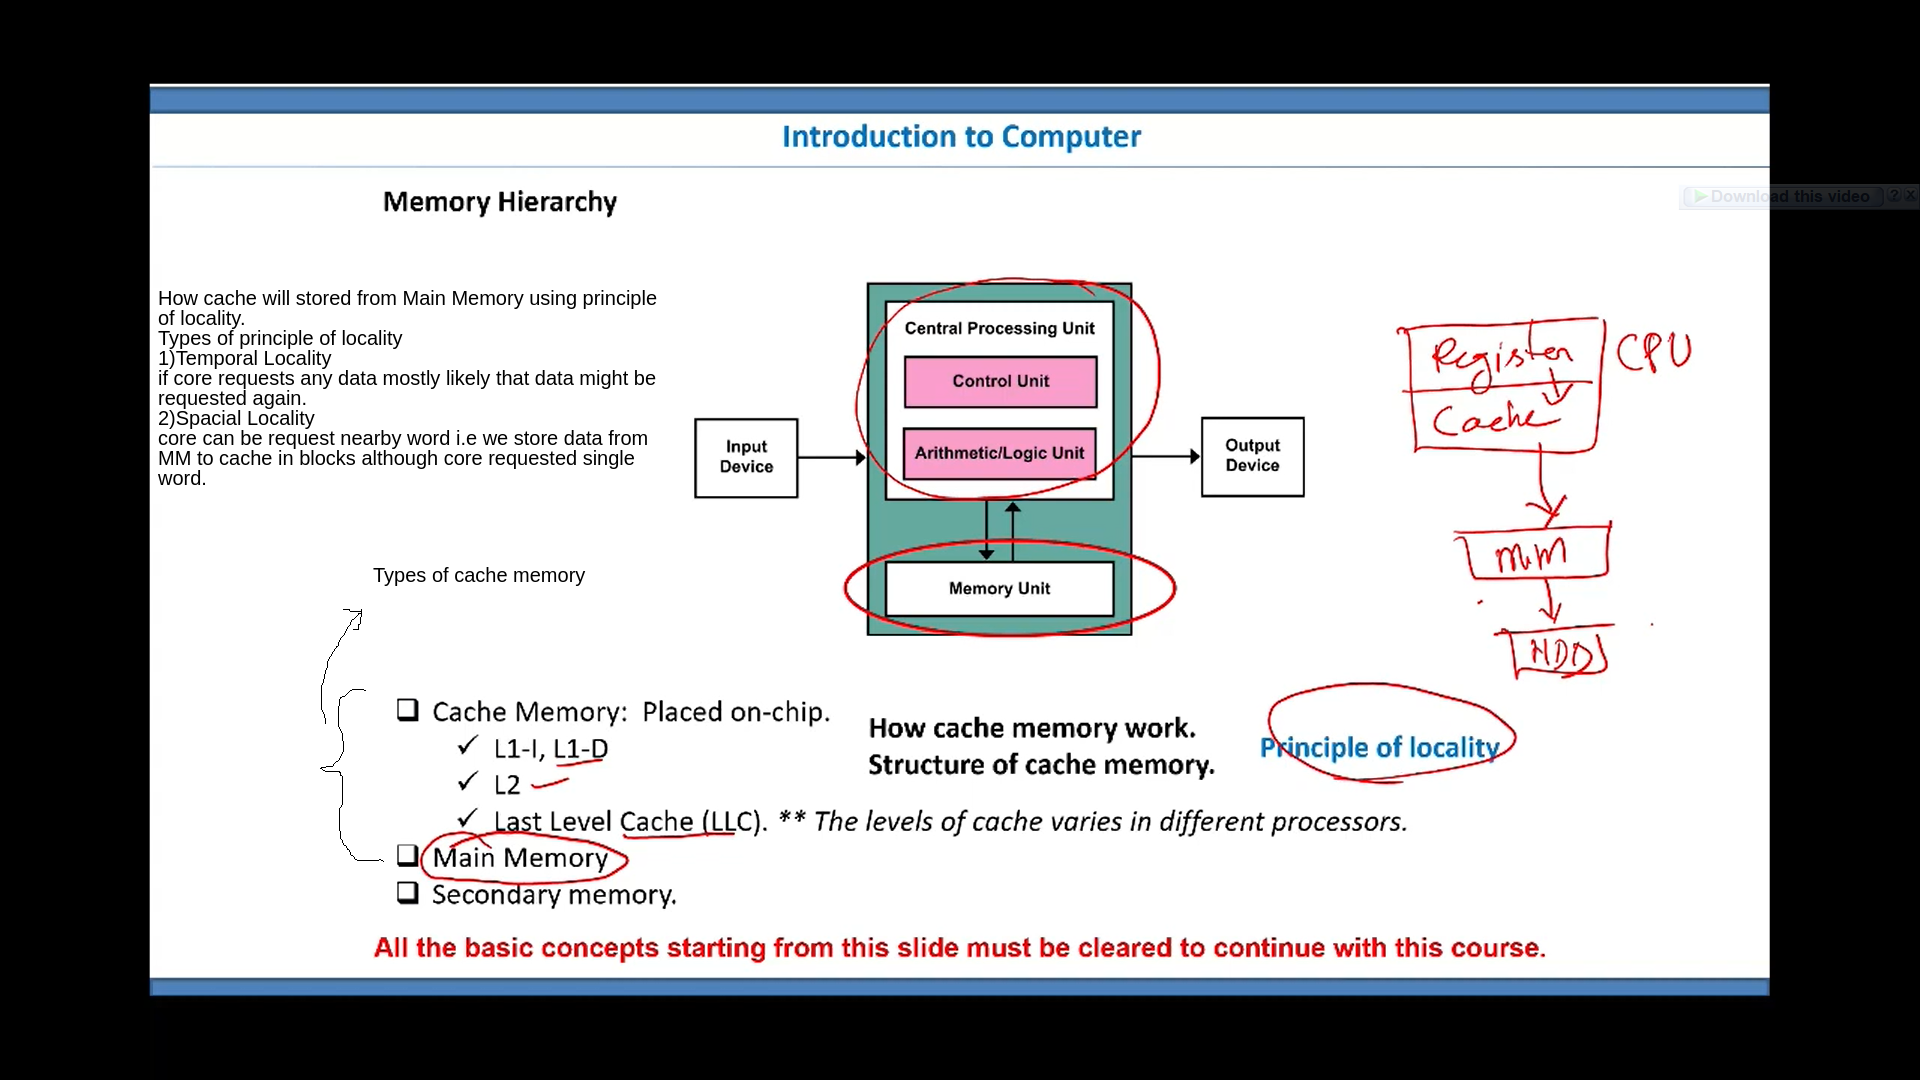 Introduction to Computer
Memory Hierarchy
Download this video ? X
How cache will stored from Main Memory using principle
of locality.
Types of principle of locality
1)Temporal Locality
if core requests any data mostly likely that data might be
requested again.
2)Spacial Locality
core can be request nearby word i.e we store data from
MM to cache in blocks although core requested single
word.
Types of cache memory
Central Processing Unit
Control Unit
Arithmetic/Logic Unit
Input
Device
Output
Device
Memory Unit
Register
CPU
Cache
MM
HDD
❑ Cache Memory: Placed on-chip.
✓ L1-I, L1-D
✓ L2
✓ Last Level Cache (LLC). ** The levels of cache varies in different processors.
How cache memory work.
Structure of cache memory.
Principle of locality
❑ Main Memory
❑ Secondary memory.
All the basic concepts starting from this slide must be cleared to continue with this course.